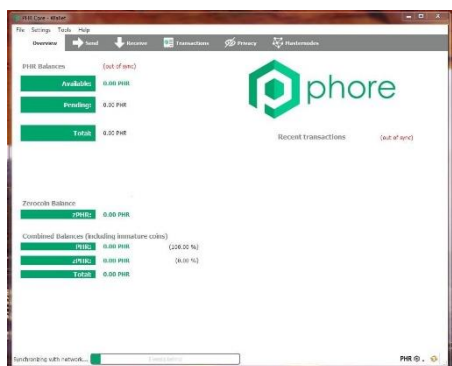 PHR Core - Wallet
File Settings Tools Help
Overview Send Receive Transactions Privacy Masternodes
PHR Balances (out of sync)
Available: 0.00 PHR
Pending: 0.00 PHR
Total: 0.00 PHR
phore
Recent transactions (out of sync)
Zerocoin Balance
zPHR: 0.00 PHR
Combined Balances (including immature coins)
PHR: 0.00 PHR (100.00 %)
zPHR: 0.00 PHR (0.00 %)
Total: 0.00 PHR
Synchronizing with network...
PHR